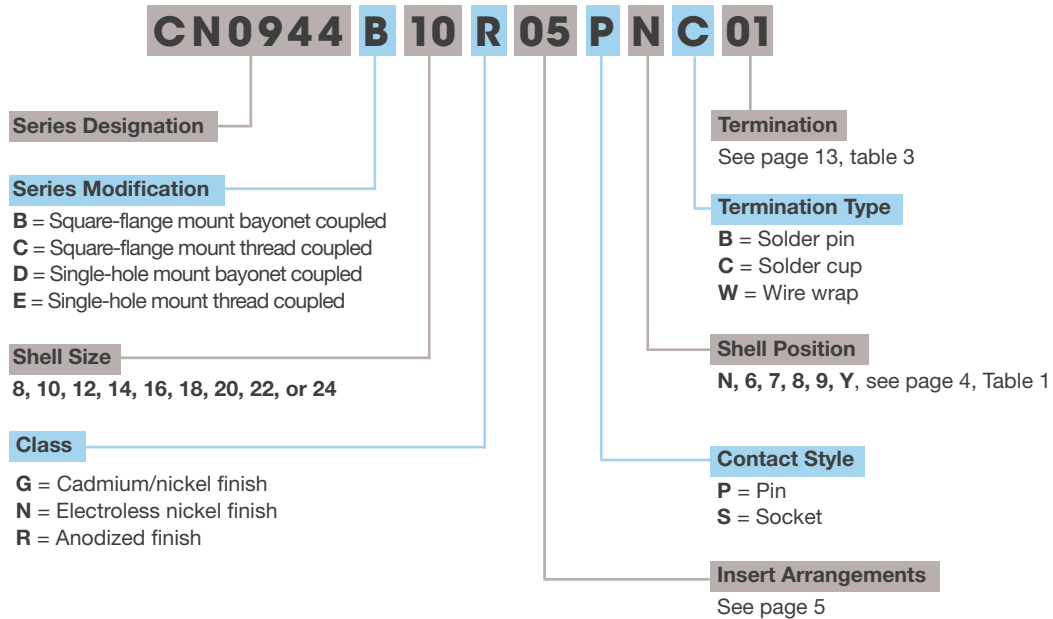 CN0944 B 10 R 05 P N C 01
Series Designation
Series Modification
B = Square-flange mount bayonet coupled
C = Square-flange mount thread coupled
D = Single-hole mount bayonet coupled
E = Single-hole mount thread coupled
Shell Size
8, 10, 12, 14, 16, 18, 20, 22, or 24
Class
G = Cadmium/nickel finish
N = Electroless nickel finish
R = Anodized finish
Termination
See page 13, table 3
Termination Type
B = Solder pin
C = Solder cup
W = Wire wrap
Shell Position
N, 6, 7, 8, 9, Y, see page 4, Table 1
Contact Style
P = Pin
S = Socket
Insert Arrangements
See page 5